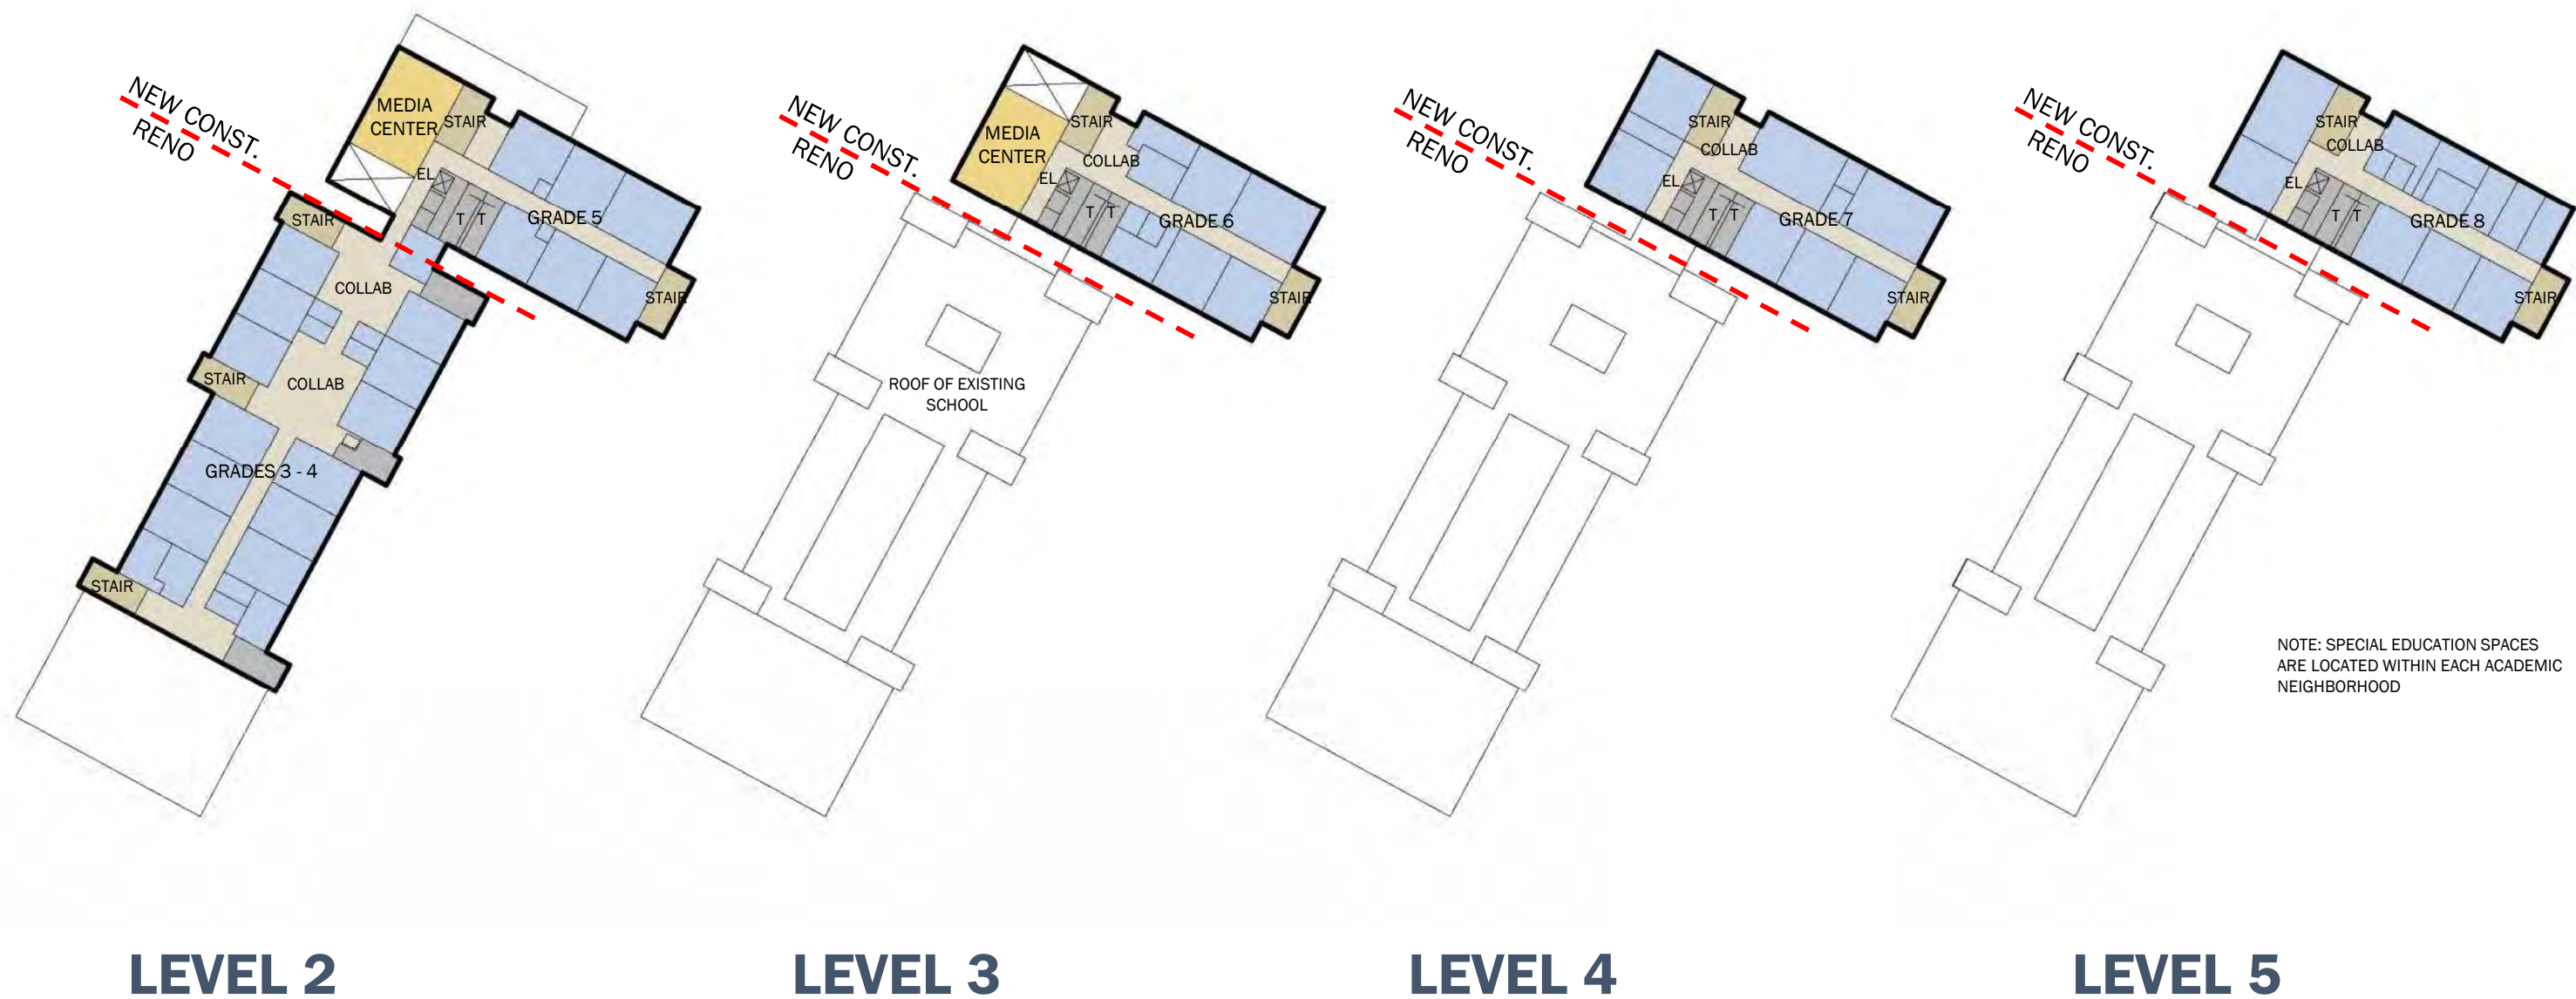 NEW CONST.
RENO
MEDIA
CENTER
STAIR
EL
T T
GRADE 5
STAIR
STAIR
COLLAB
STAIR
COLLAB
GRADES 3 - 4
STAIR
LEVEL 2
NEW CONST.
RENO
MEDIA
CENTER
STAIR
COLLAB
EL
T T
GRADE 6
STAIR
ROOF OF EXISTING
SCHOOL
LEVEL 3
NEW CONST.
RENO
STAIR
COLLAB
EL
T T
GRADE 7
STAIR
LEVEL 4
NEW CONST.
RENO
STAIR
COLLAB
EL
T T
GRADE 8
STAIR
NOTE: SPECIAL EDUCATION SPACES
ARE LOCATED WITHIN EACH ACADEMIC
NEIGHBORHOOD
LEVEL 5